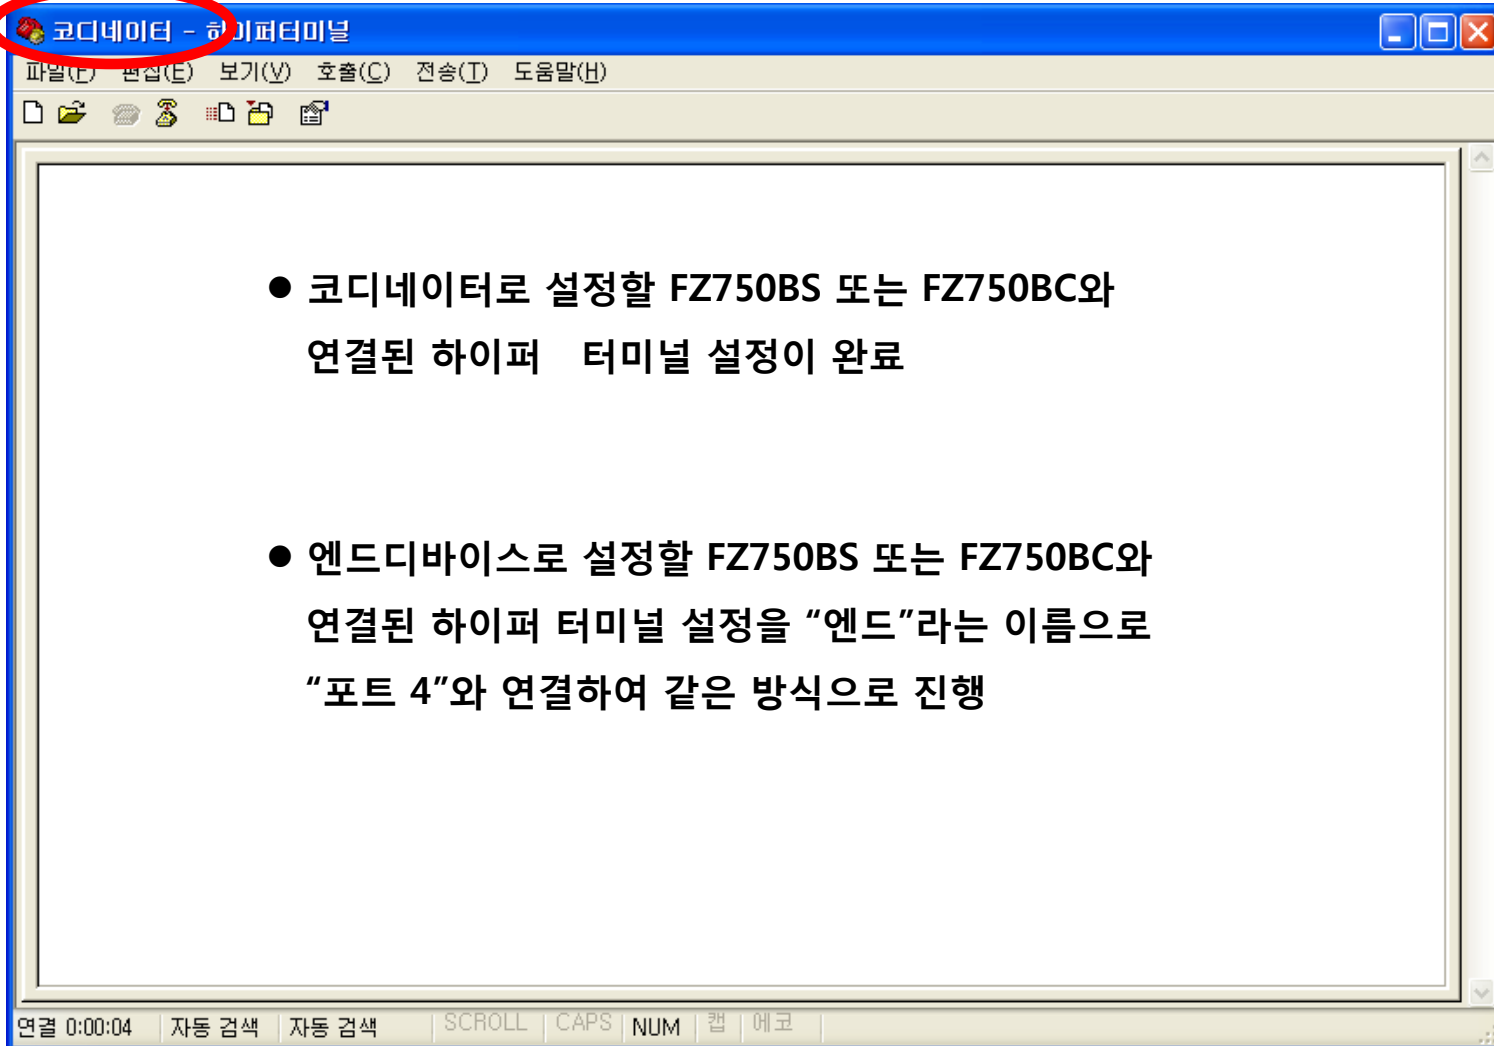 코디네이터 - 하이퍼터미널
파일(F) 편집(E) 보기(V) 호출(C) 전송(T) 도움말(H)
● 코디네이터로 설정할 FZ750BS 또는 FZ750BC와
연결된 하이퍼 터미널 설정이 완료
● 엔드디바이스로 설정할 FZ750BS 또는 FZ750BC와
연결된 하이퍼 터미널 설정을 “엔드”라는 이름으로
“포트 4”와 연결하여 같은 방식으로 진행
연결 0:00:04 자동 검색 자동 검색 SCROLL CAPS NUM 캡 에코